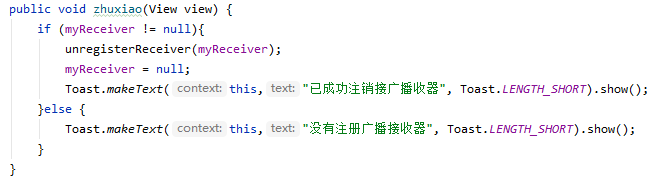 public void zhuxiao(View view) {
if (myReceiver != null){
unregisterReceiver(myReceiver);
myReceiver = null;
Toast.makeText( context: this, text: "已成功注销接广播收器", Toast.LENGTH_SHORT).show();
}else {
Toast.makeText( context: this, text: "没有注册广播接收器", Toast.LENGTH_SHORT).show();
}
}